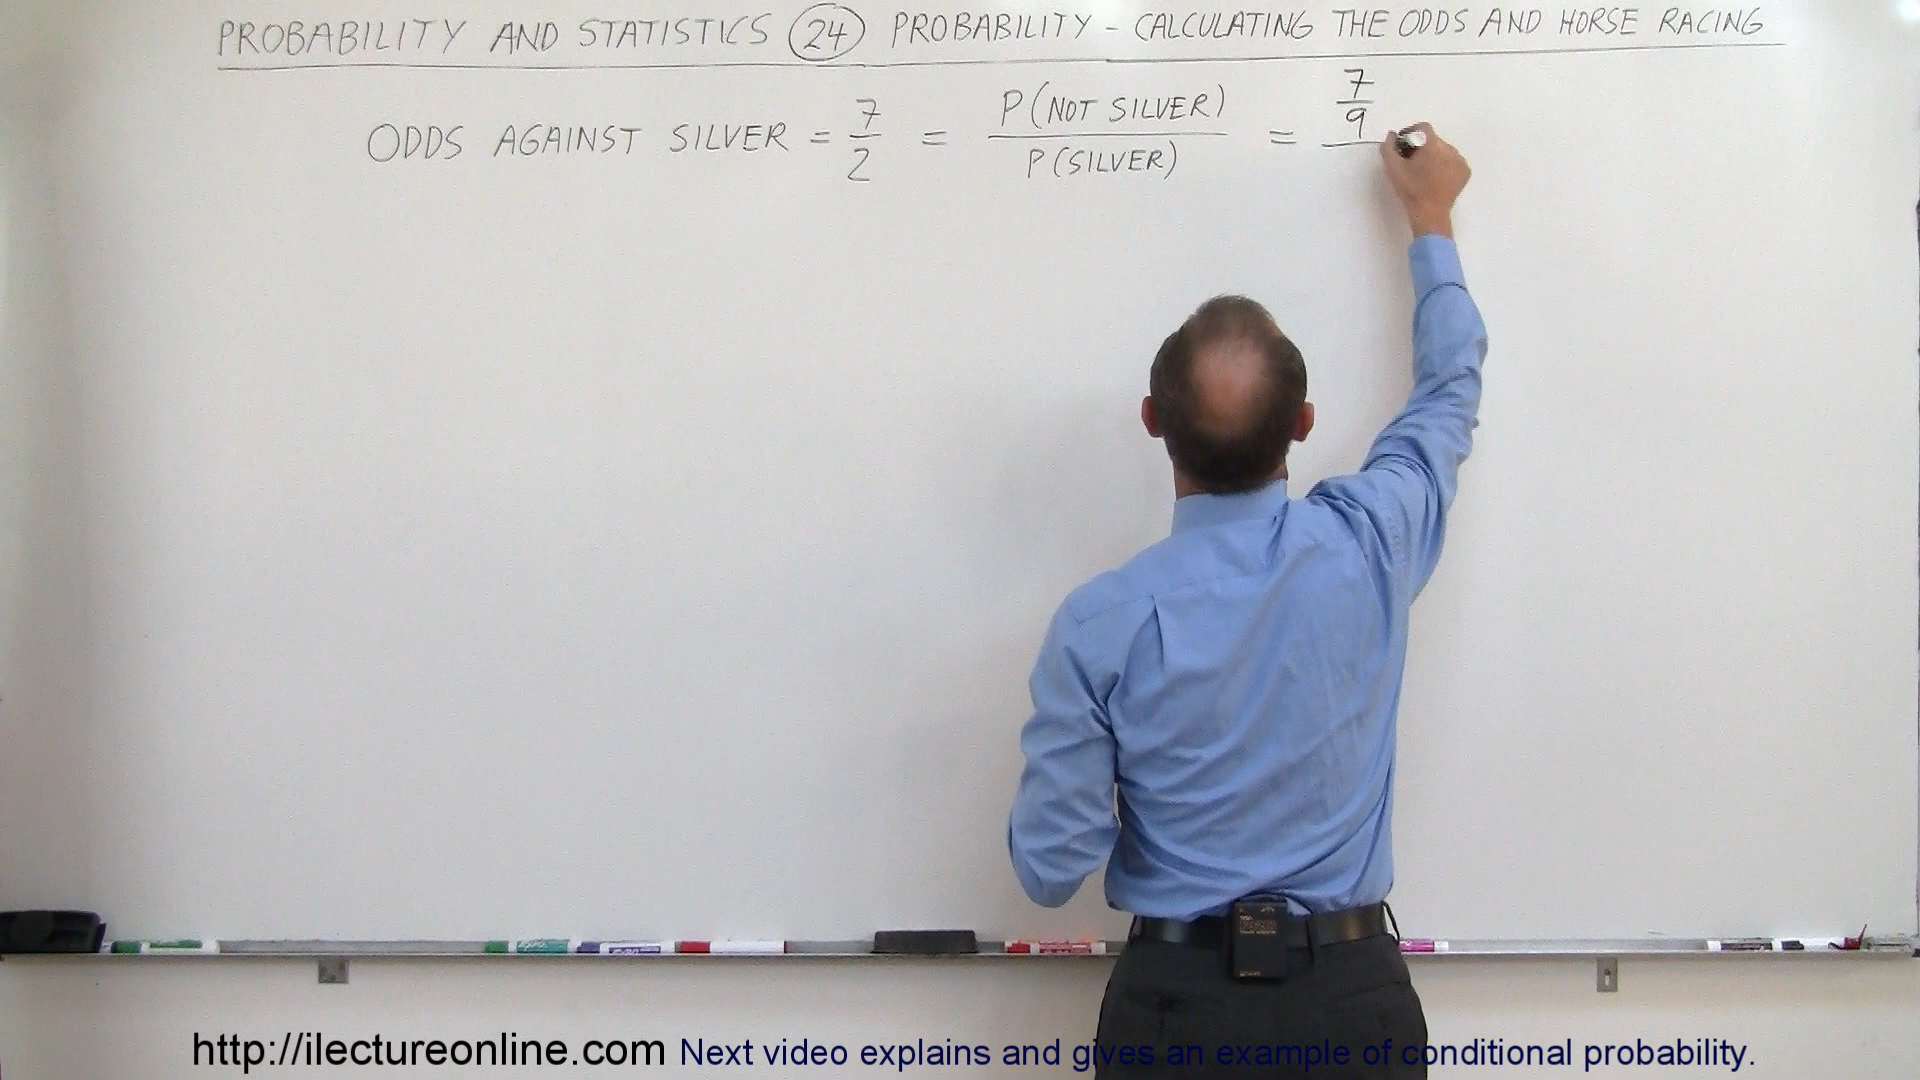 PROBABILITY AND STATISTICS 24 PROBABILITY - CALCULATING THE ODDS AND HORSE RACING
ODDS AGAINST SILVER = 7/2 = P(NOT SILVER)/P(SILVER) = 7/9
http://ilectureonline.com Next video explains and gives an example of conditional probability.